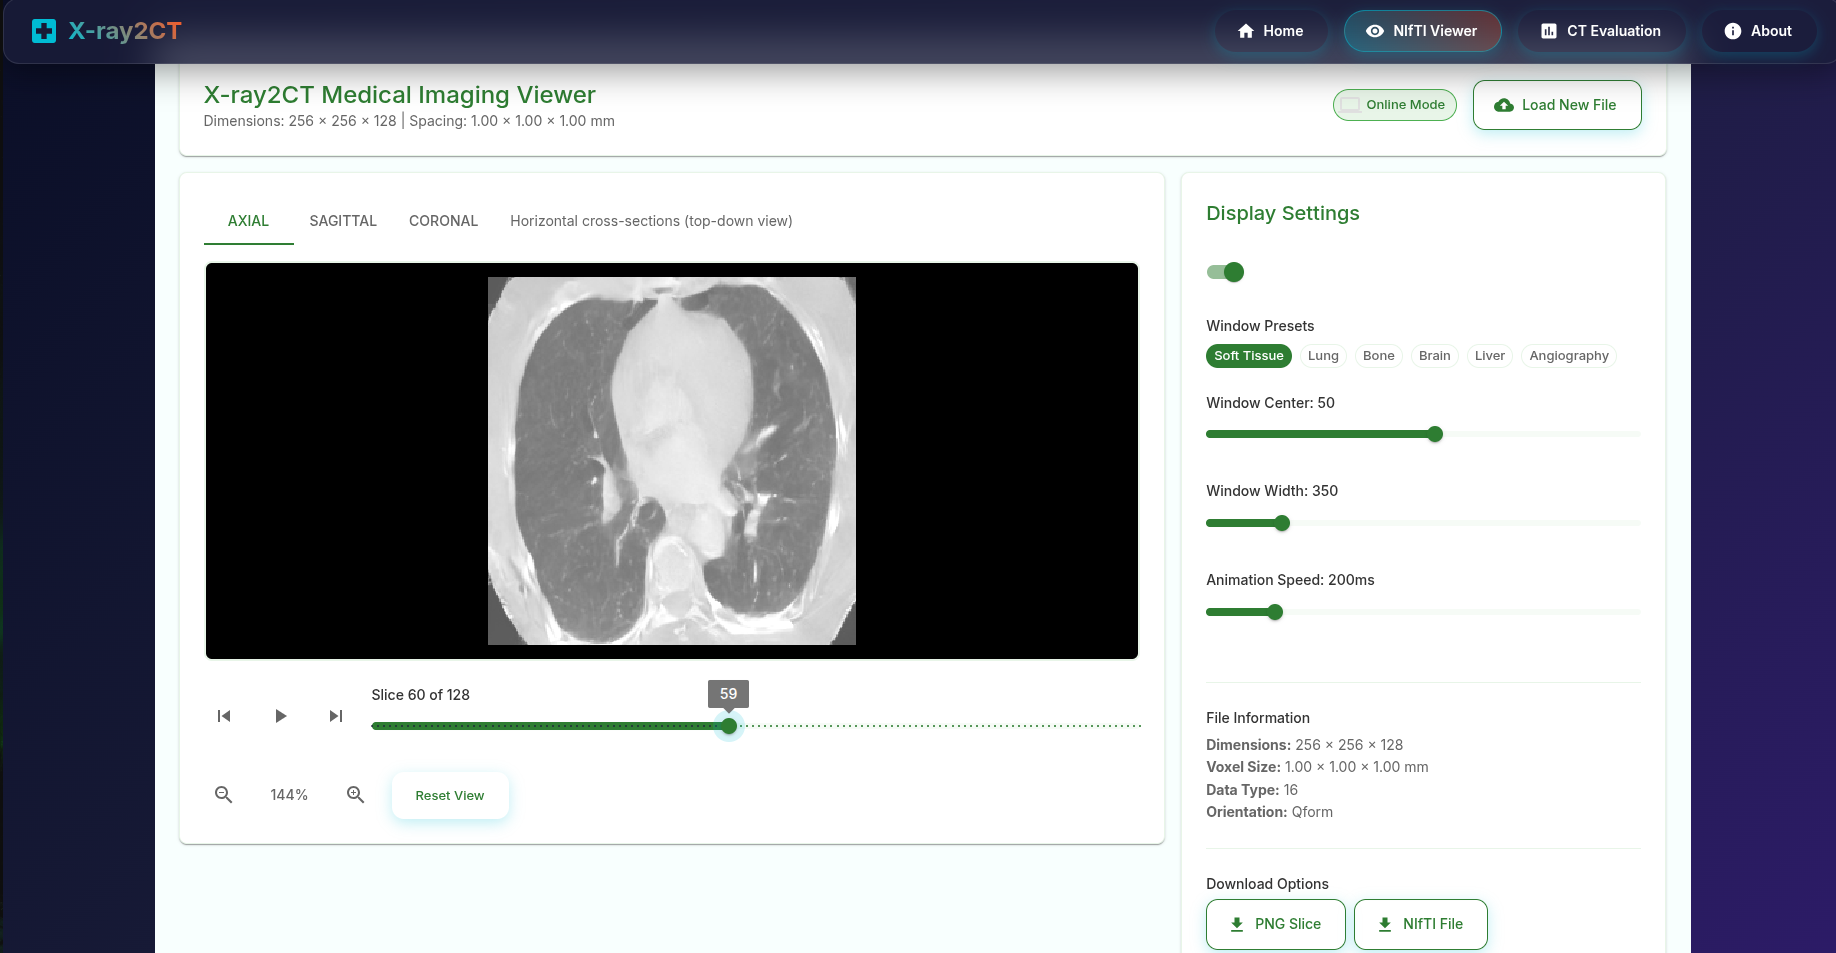 X-ray2CT
Home
NIfTI Viewer
CT Evaluation
About
X-ray2CT Medical Imaging Viewer
Dimensions: 256 × 256 × 128 | Spacing: 1.00 × 1.00 × 1.00 mm
Online Mode
Load New File
AXIAL
SAGITTAL
CORONAL
Horizontal cross-sections (top-down view)
Slice 60 of 128
59
144%
Reset View
Display Settings
Window Presets
Soft Tissue
Lung
Bone
Brain
Liver
Angiography
Window Center: 50
Window Width: 350
Animation Speed: 200ms
File Information
Dimensions: 256 × 256 × 128
Voxel Size: 1.00 × 1.00 × 1.00 mm
Data Type: 16
Orientation: Qform
Download Options
PNG Slice
NIfTI File